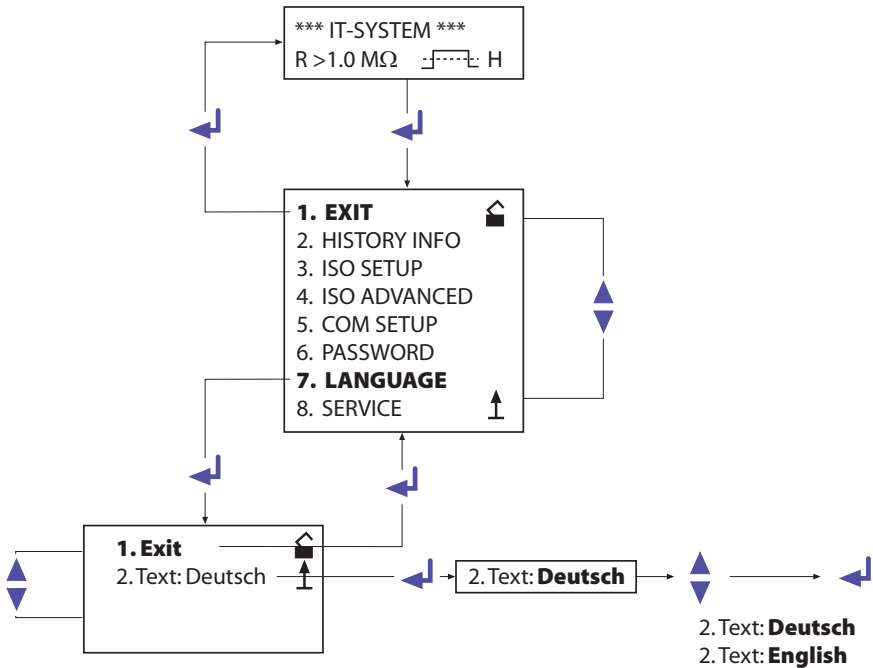 *** IT-SYSTEM ***
R >1.0 MΩ H
1. EXIT
2. HISTORY INFO
3. ISO SETUP
4. ISO ADVANCED
5. COM SETUP
6. PASSWORD
7. LANGUAGE
8. SERVICE
1. Exit
2. Text: Deutsch
2. Text: Deutsch
2. Text: Deutsch
2. Text: English